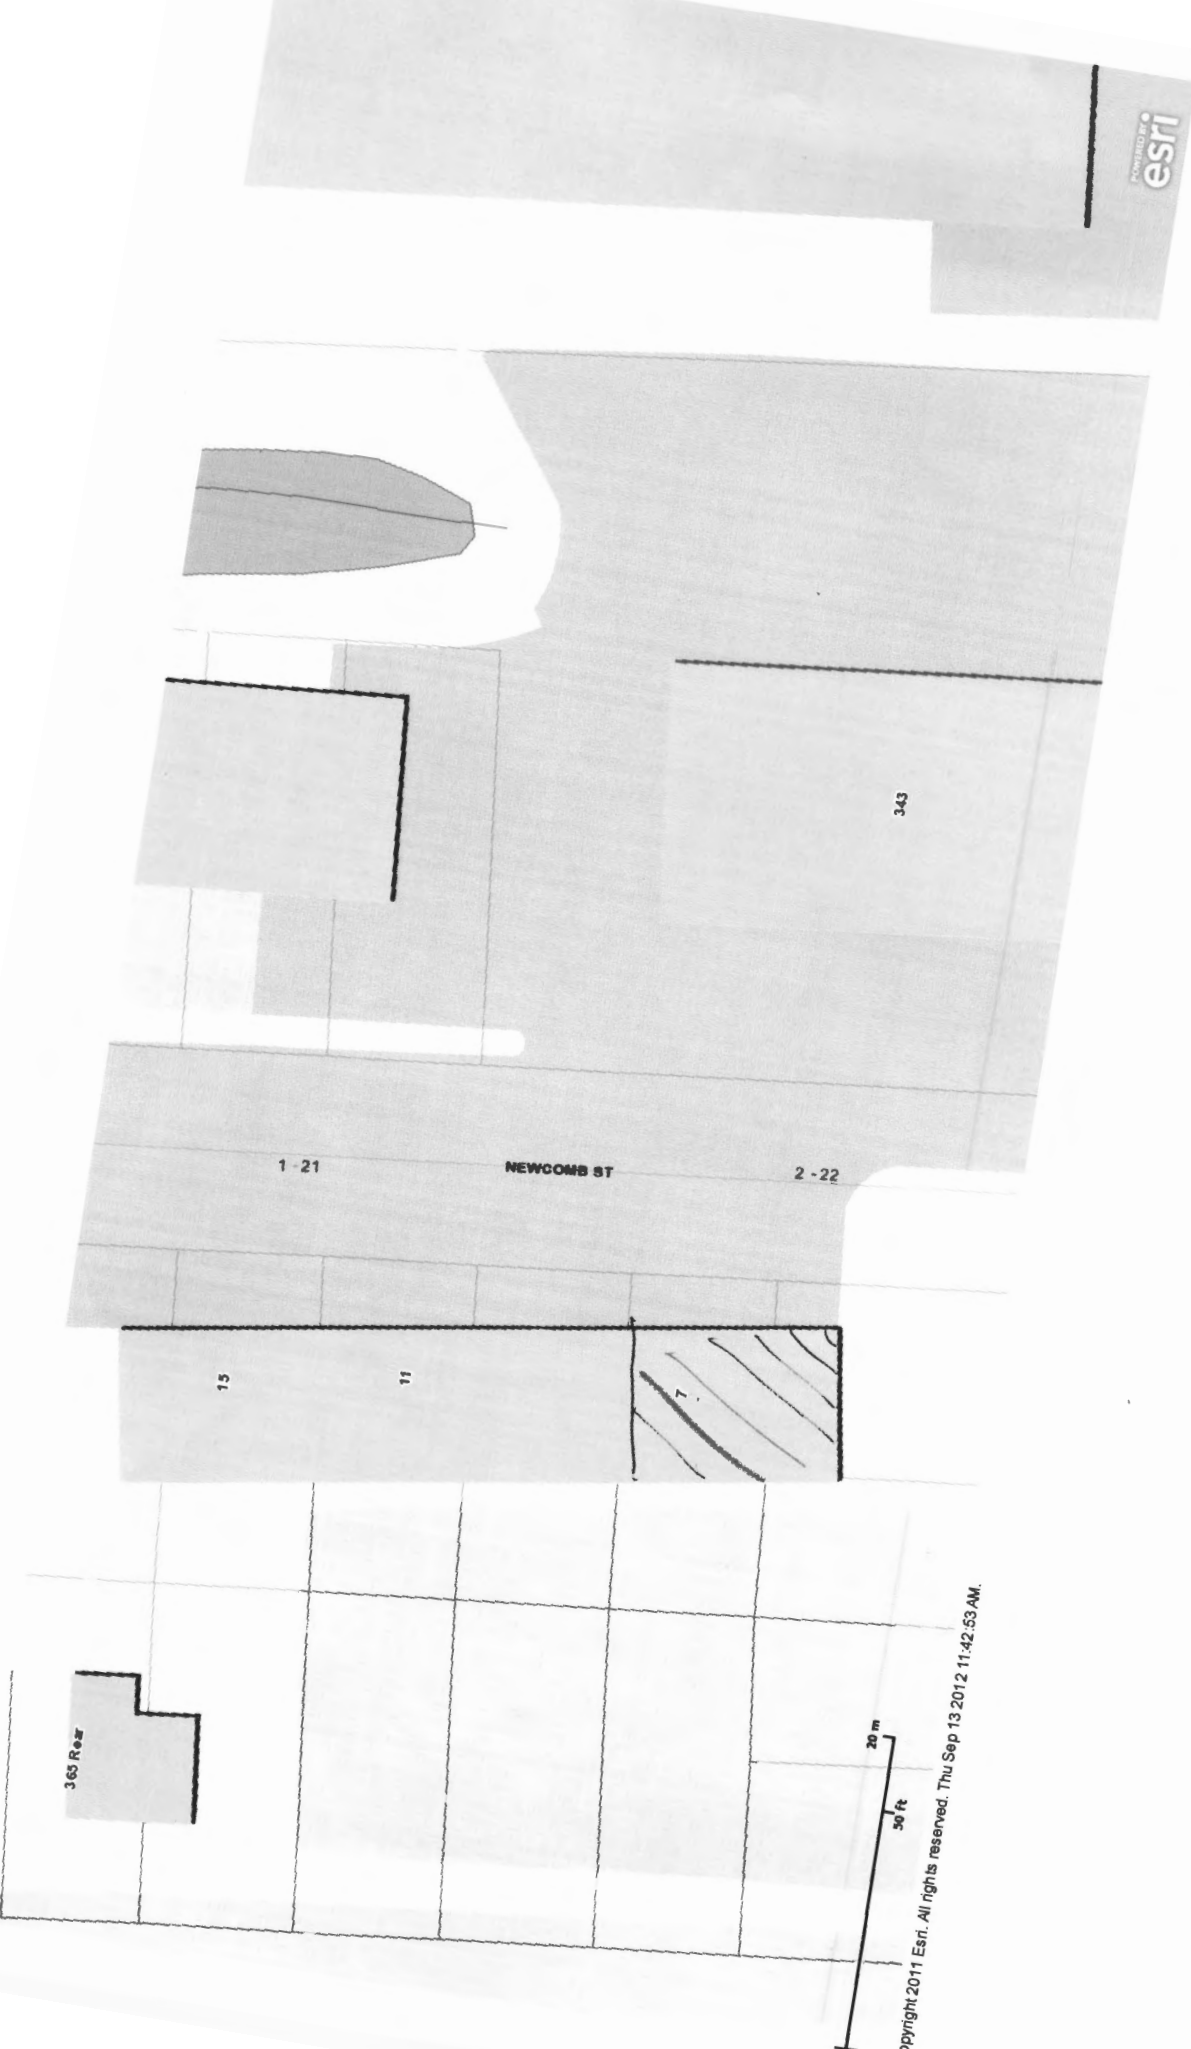 POWERED BY
esri
343
1 - 21
NEWCOMB ST
2 - 22
15
11
7
365 Rear
20 m
50 ft
opyright 2011 Esri. All rights reserved. Thu Sep 13 2012 11:42:53 AM.